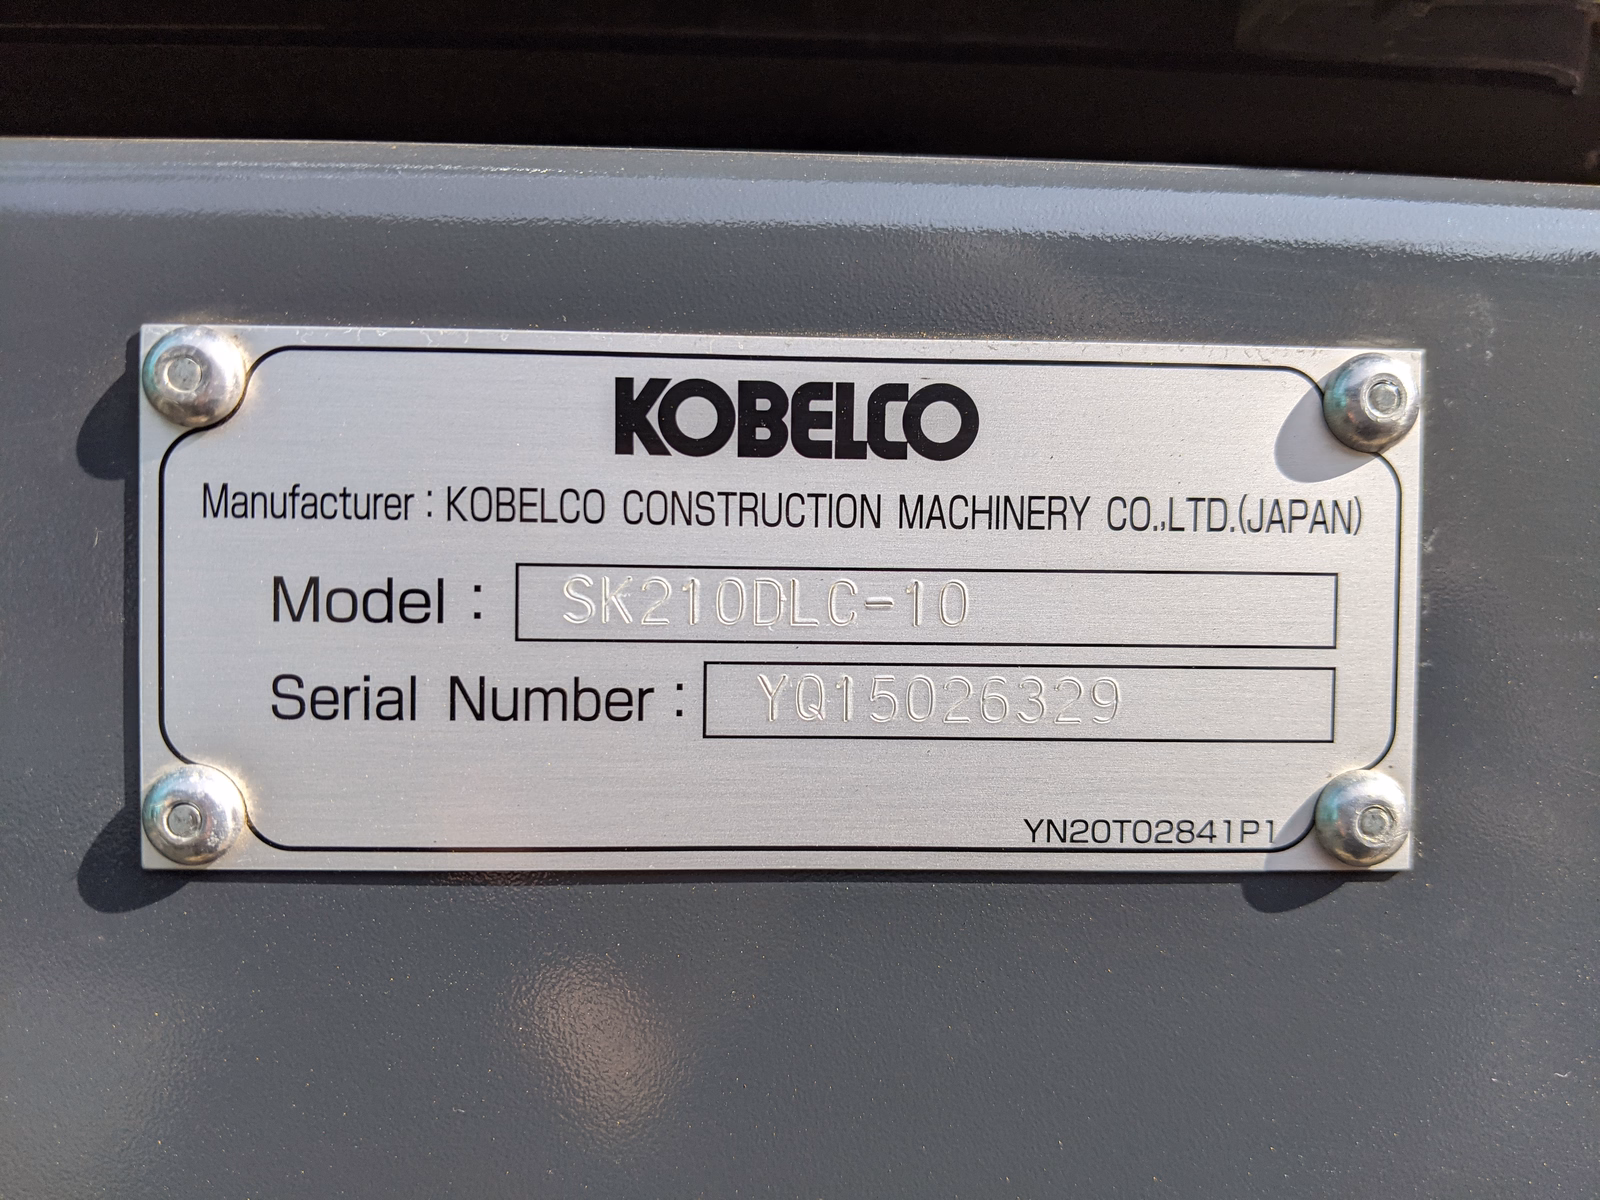 KOBELCO
Manufacturer : KOBELCO CONSTRUCTION MACHINERY CO.,LTD.(JAPAN)
Model : SK210DLC-10
Serial Number : YQ15026329
YN20T02841P1